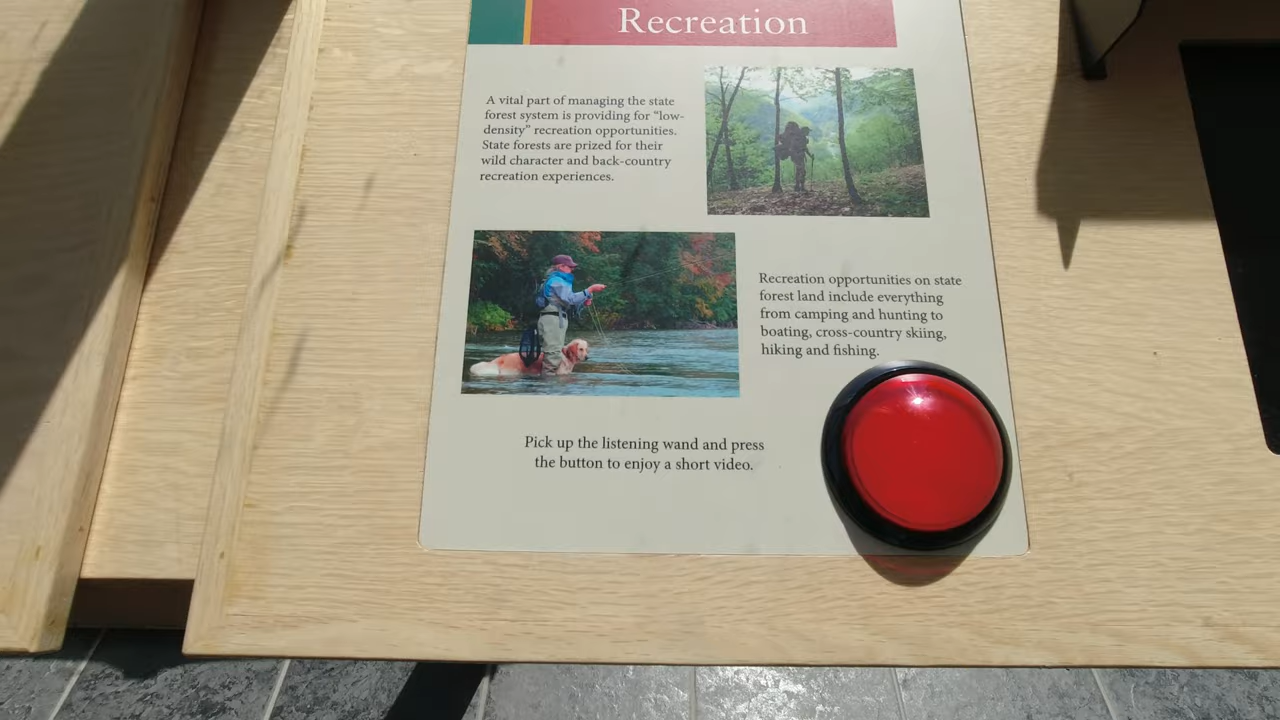 Recreation
A vital part of managing the state
forest system is providing for “low-
density” recreation opportunities.
State forests are prized for their
wild character and back-country
recreation experiences.
Recreation opportunities on state
forest land include everything
from camping and hunting to
boating, cross-country skiing,
hiking and fishing.
Pick up the listening wand and press
the button to enjoy a short video.